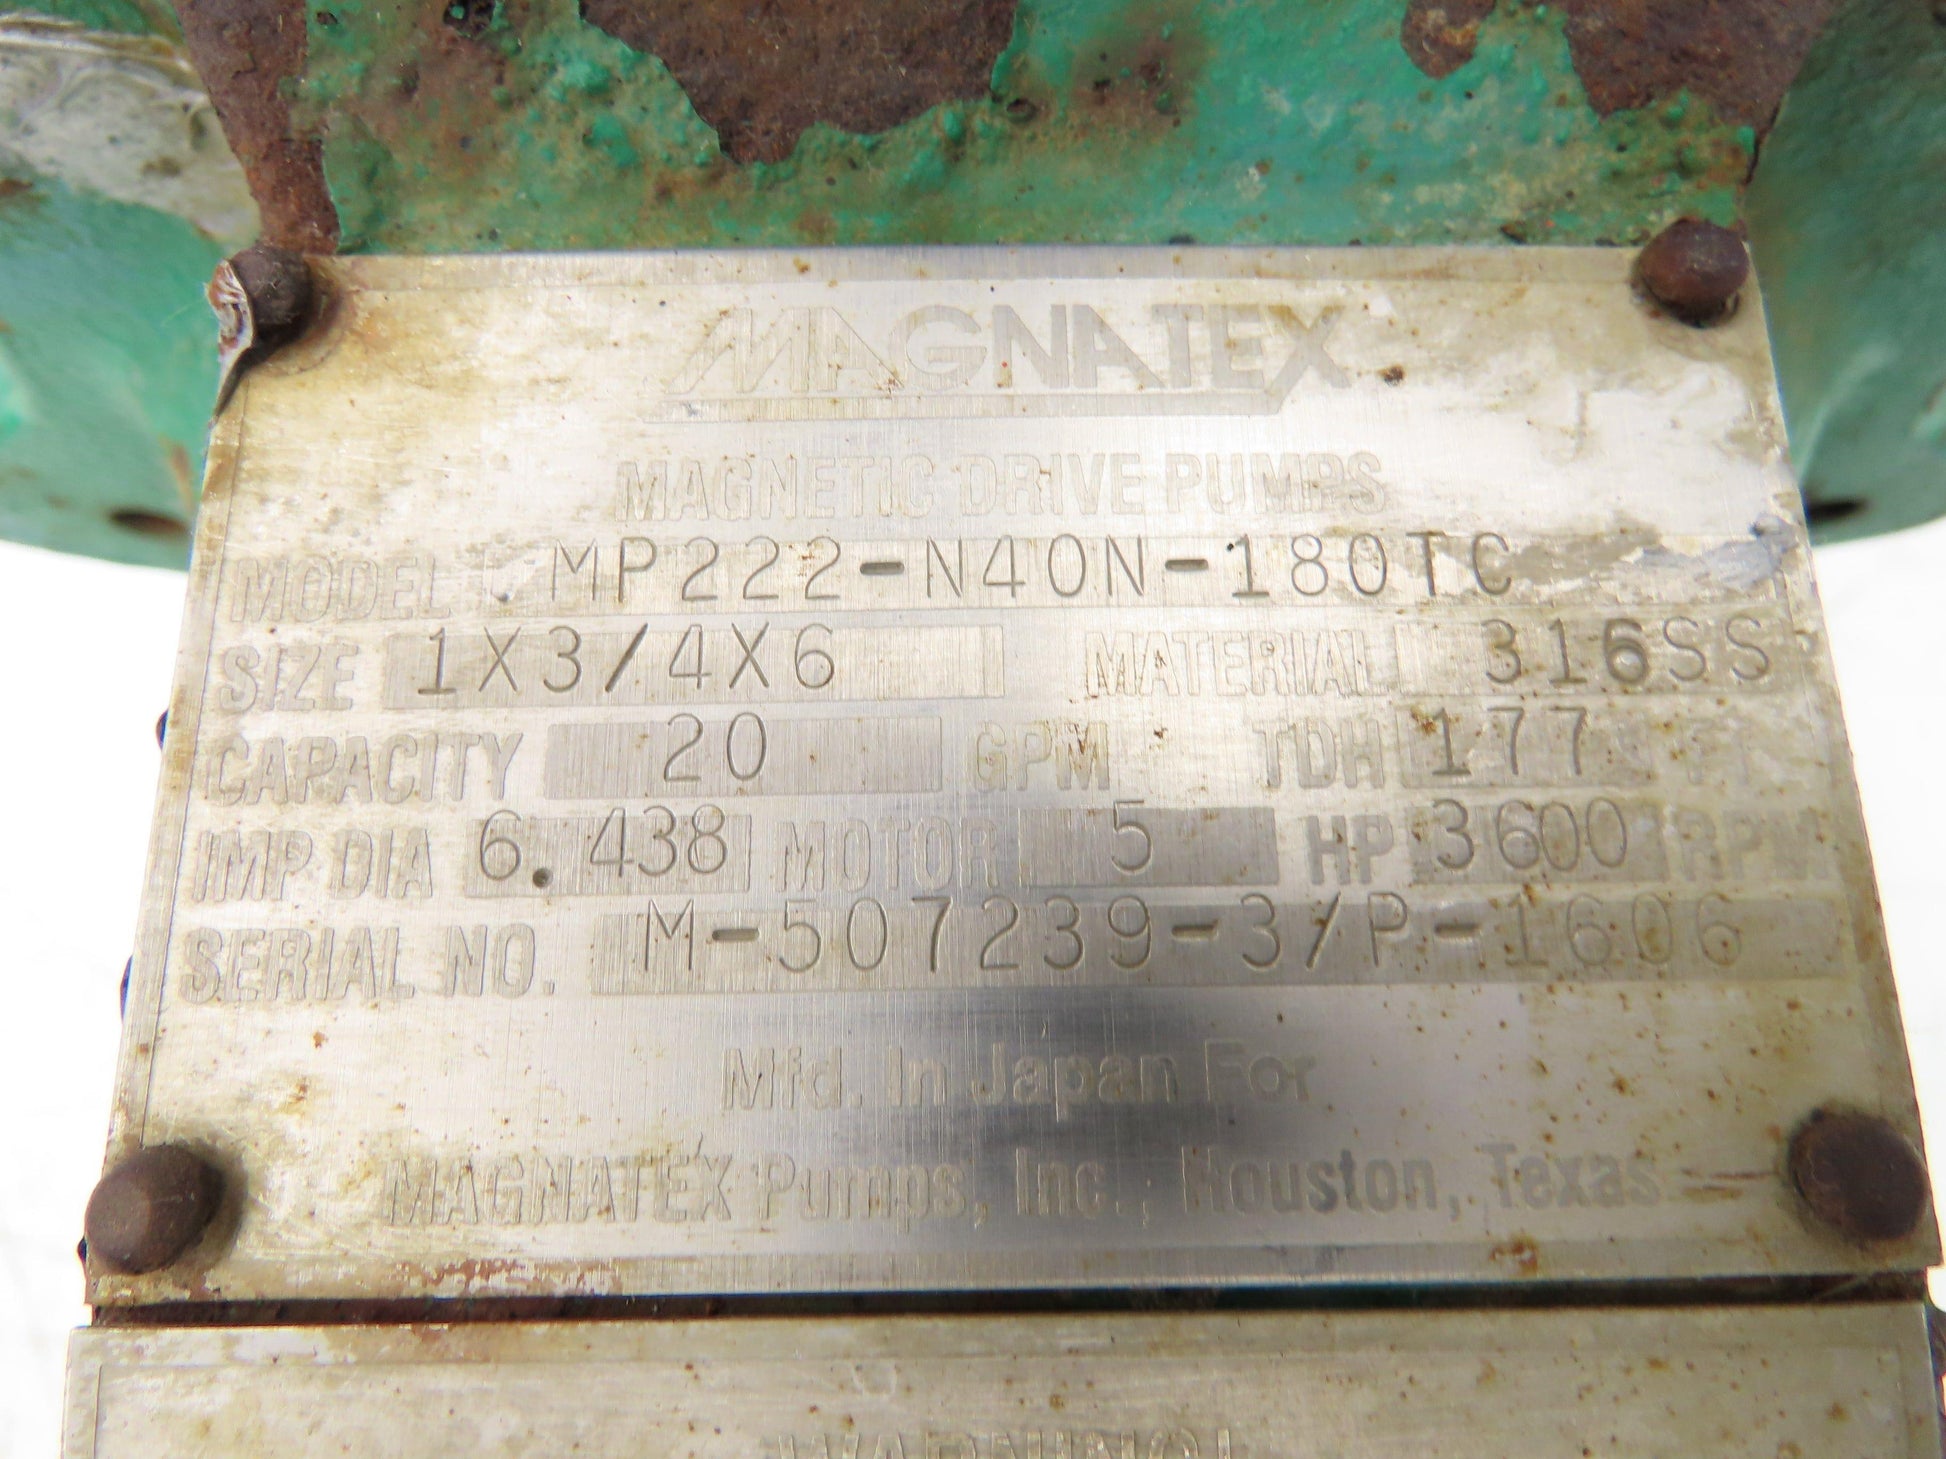 MAGNATEX
MAGNETIC DRIVE PUMPS
MODEL MP222-N40N-180TC
SIZE 1X3/4X6 MATERIAL 316SS
CAPACITY 20 GPM TDH 177 FT
IMP DIA 6.438 MOTOR 5 HP 3600 RPM
SERIAL NO. M-507239-3/P-1606
Mfd. In Japan For
MAGNATEX Pumps, Inc., Houston, Texas
WARNING!